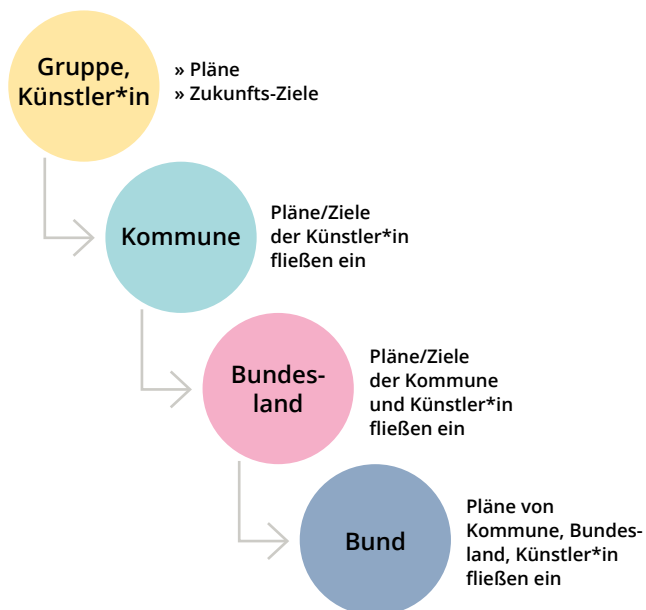 Gruppe,
Künstler*in
» Pläne
» Zukunfts-Ziele
Kommune
Pläne/Ziele
der Künstler*in
fließen ein
Bundes-
land
Pläne/Ziele
der Kommune
und Künstler*in
fließen ein
Bund
Pläne von
Kommune, Bundes-
land, Künstler*in
fließen ein